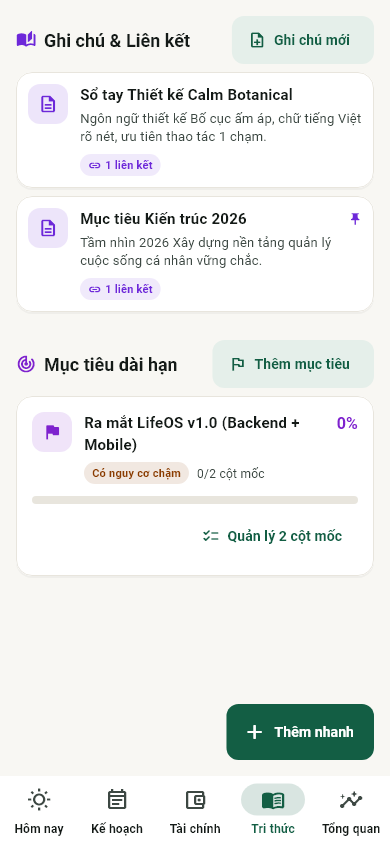 Ghi chú & Liên kết
Ghi chú mới
Sổ tay Thiết kế Calm Botanical
Ngôn ngữ thiết kế Bố cục ấm áp, chữ tiếng Việt
rõ nét, ưu tiên thao tác 1 chạm.
1 liên kết
Mục tiêu Kiến trúc 2026
Tầm nhìn 2026 Xây dựng nền tảng quản lý
cuộc sống cá nhân vững chắc.
1 liên kết
Mục tiêu dài hạn
Thêm mục tiêu
Ra mắt LifeOS v1.0 (Backend +
Mobile)
0%
Có nguy cơ chậm
0/2 cột mốc
Quản lý 2 cột mốc
Thêm nhanh
Hôm nay
Kế hoạch
Tài chính
Tri thức
Tổng quan